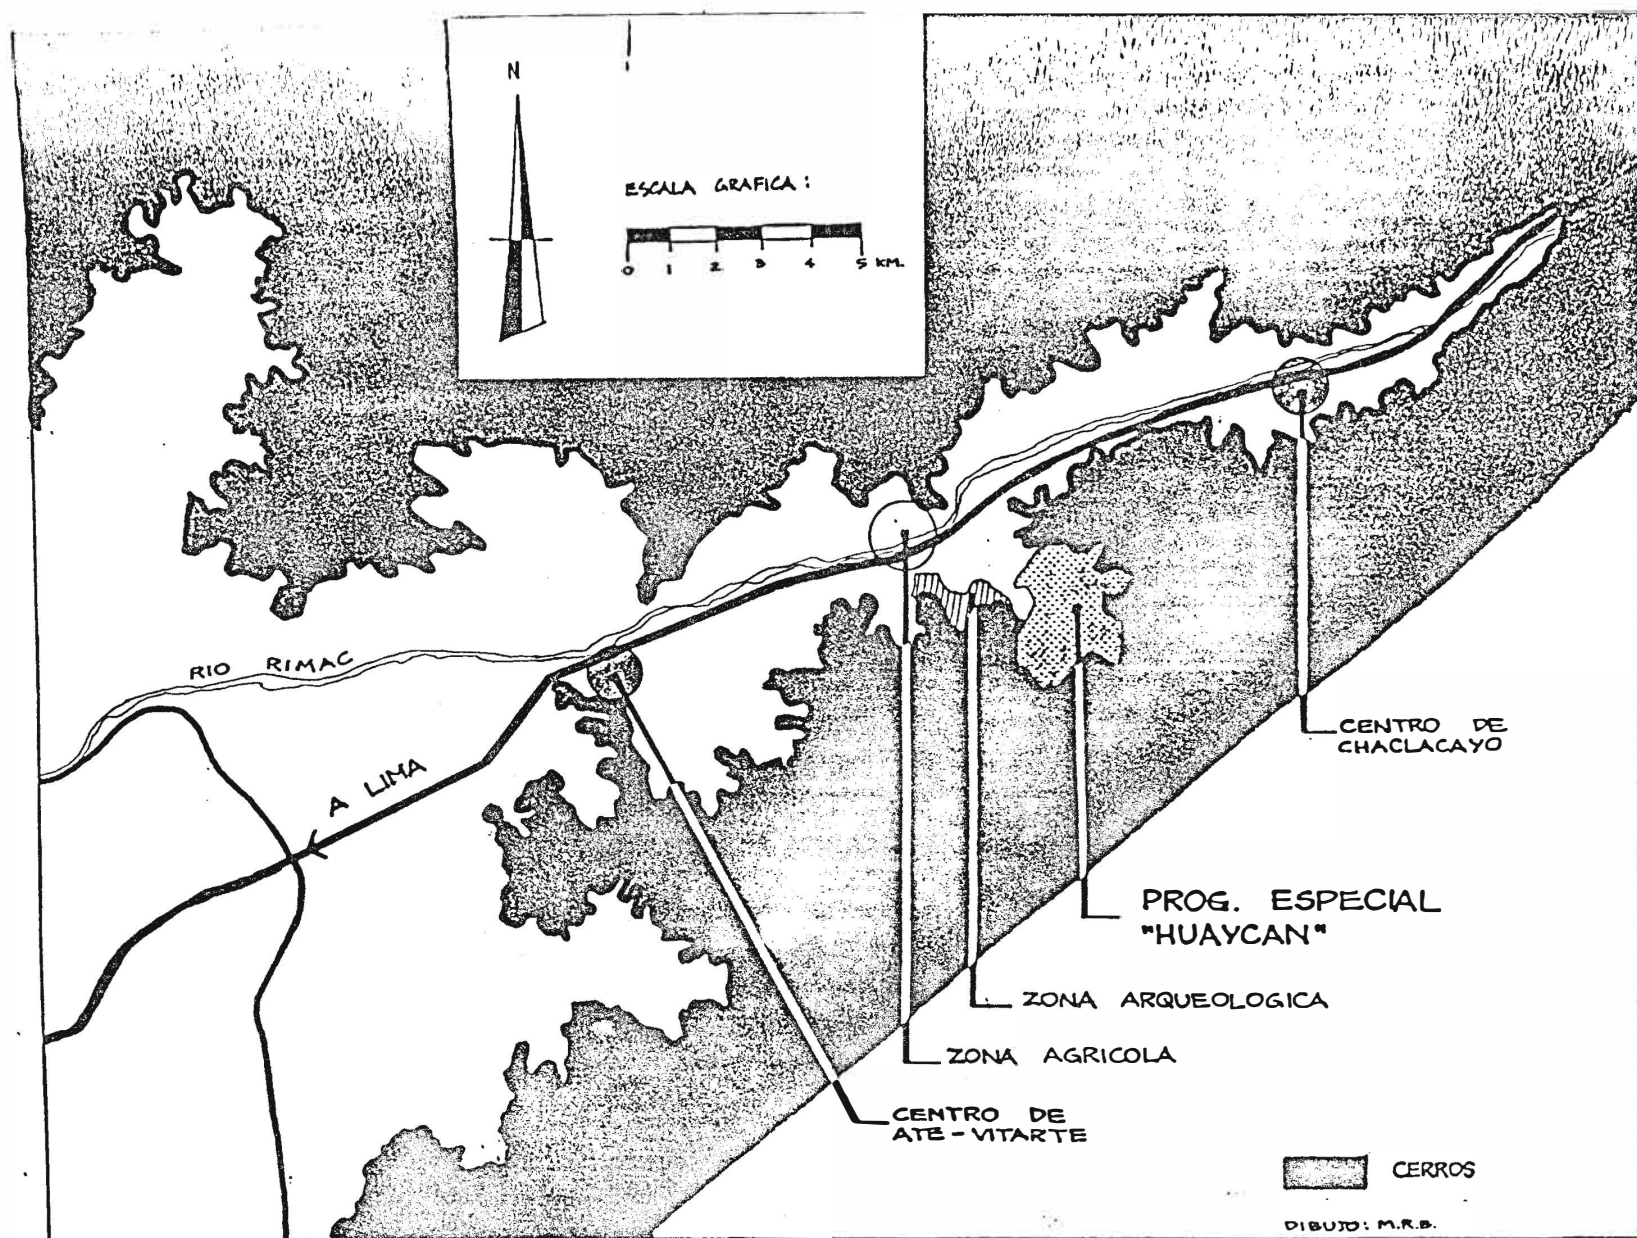 N
ESCALA GRAFICA:
0 1 2 3 4 5 KM.
RIO RIMAC
A LIMA
CENTRO DE
CHACLACAYO
PROG. ESPECIAL
"HUAYCAN"
ZONA ARQUEOLOGICA
ZONA AGRICOLA
CENTRO DE
ATE-VITARTE
CERROS
DIBUJO: M.R.B.